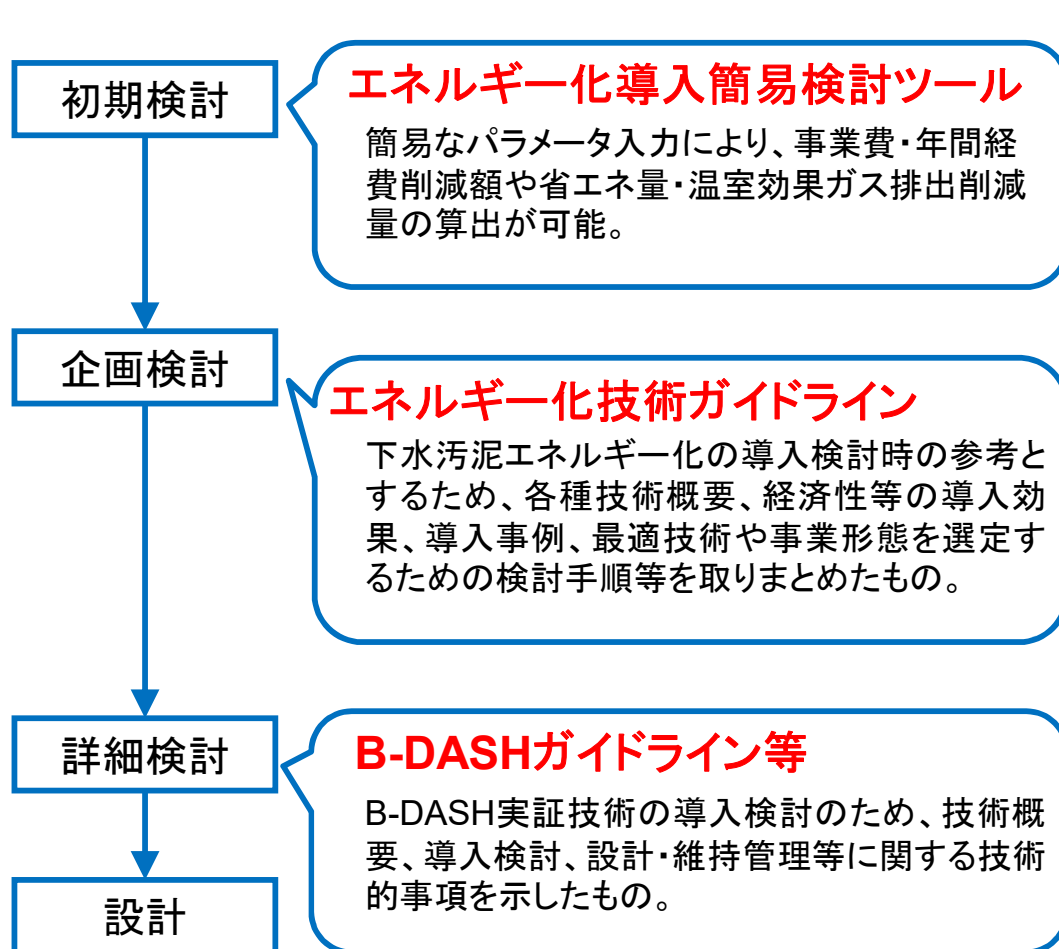 初期検討
エネルギー化導入簡易検討ツール
簡易なパラメータ入力により、事業費・年間経
費削減額や省エネ量・温室効果ガス排出削減
量の算出が可能。
企画検討
エネルギー化技術ガイドライン
下水汚泥エネルギー化の導入検討時の参考と
するため、各種技術概要、経済性等の導入効
果、導入事例、最適技術や事業形態を選定す
るための検討手順等を取りまとめたもの。
詳細検討
B-DASHガイドライン等
B-DASH実証技術の導入検討のため、技術概
要、導入検討、設計・維持管理等に関する技術
的事項を示したもの。
設計